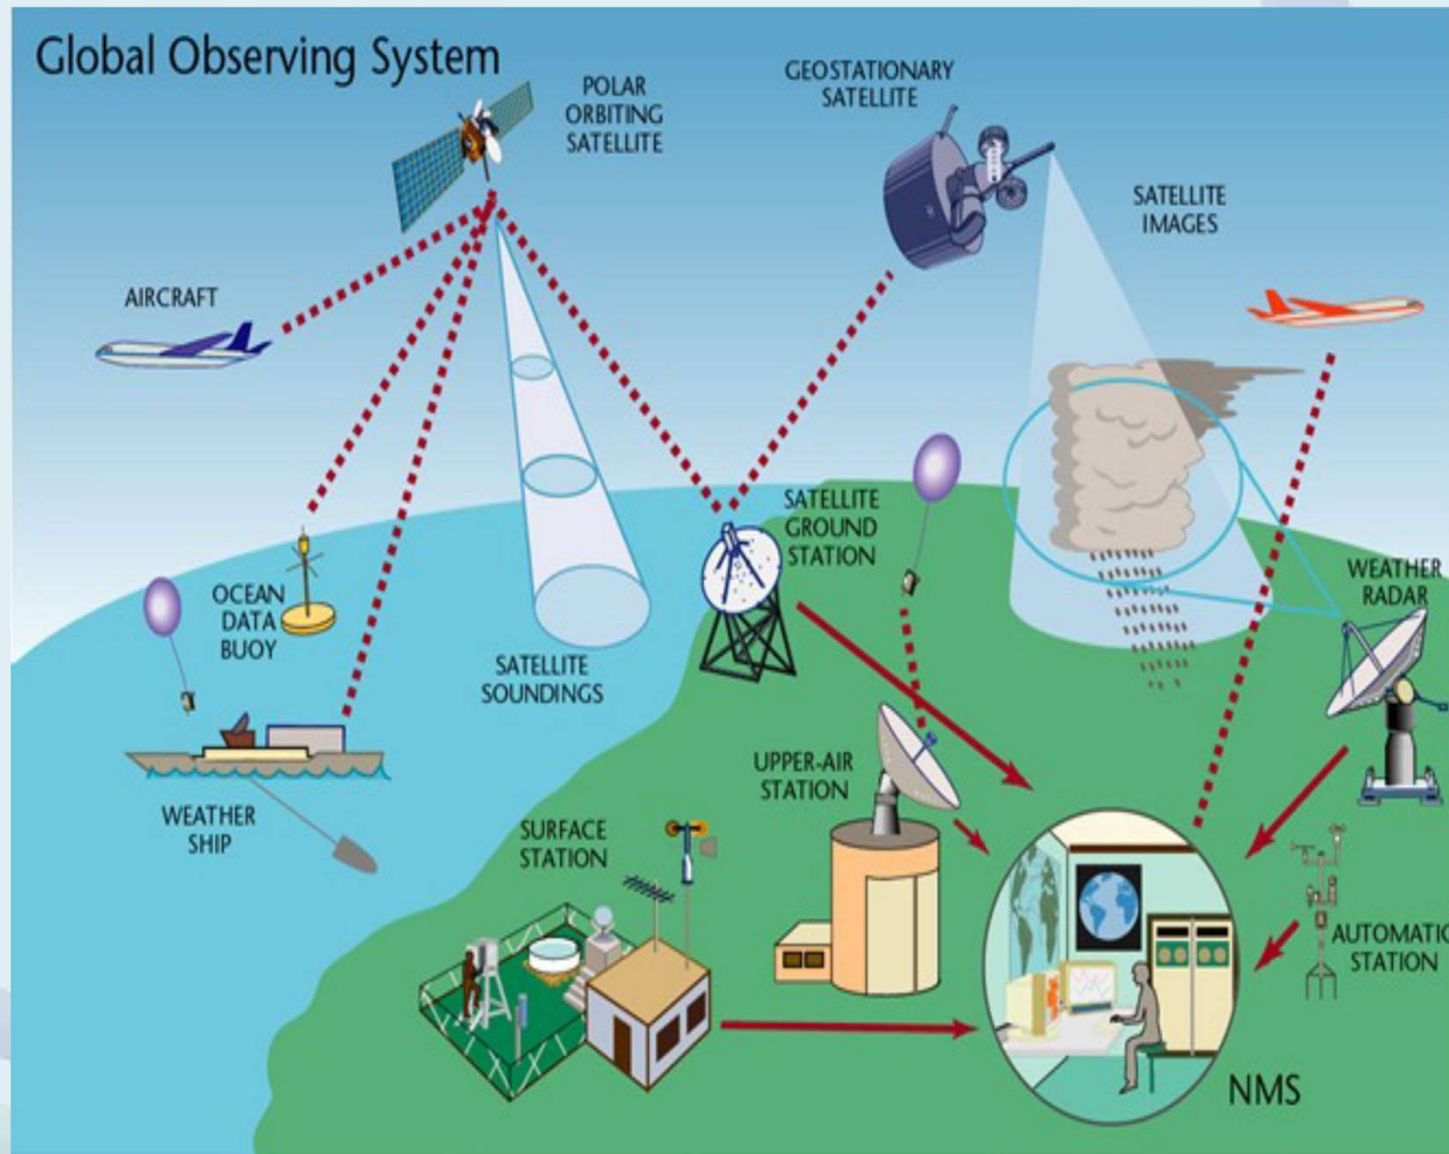 Global Observing System
POLAR
ORBITING
SATELLITE
GEOSTATIONARY
SATELLITE
SATELLITE
IMAGES
AIRCRAFT
SATELLITE
GROUND
STATION
WEATHER
RADAR
OCEAN
DATA
BUOY
SATELLITE
SOUNDINGS
UPPER-AIR
STATION
WEATHER
SHIP
SURFACE
STATION
AUTOMATIC
STATION
NMS